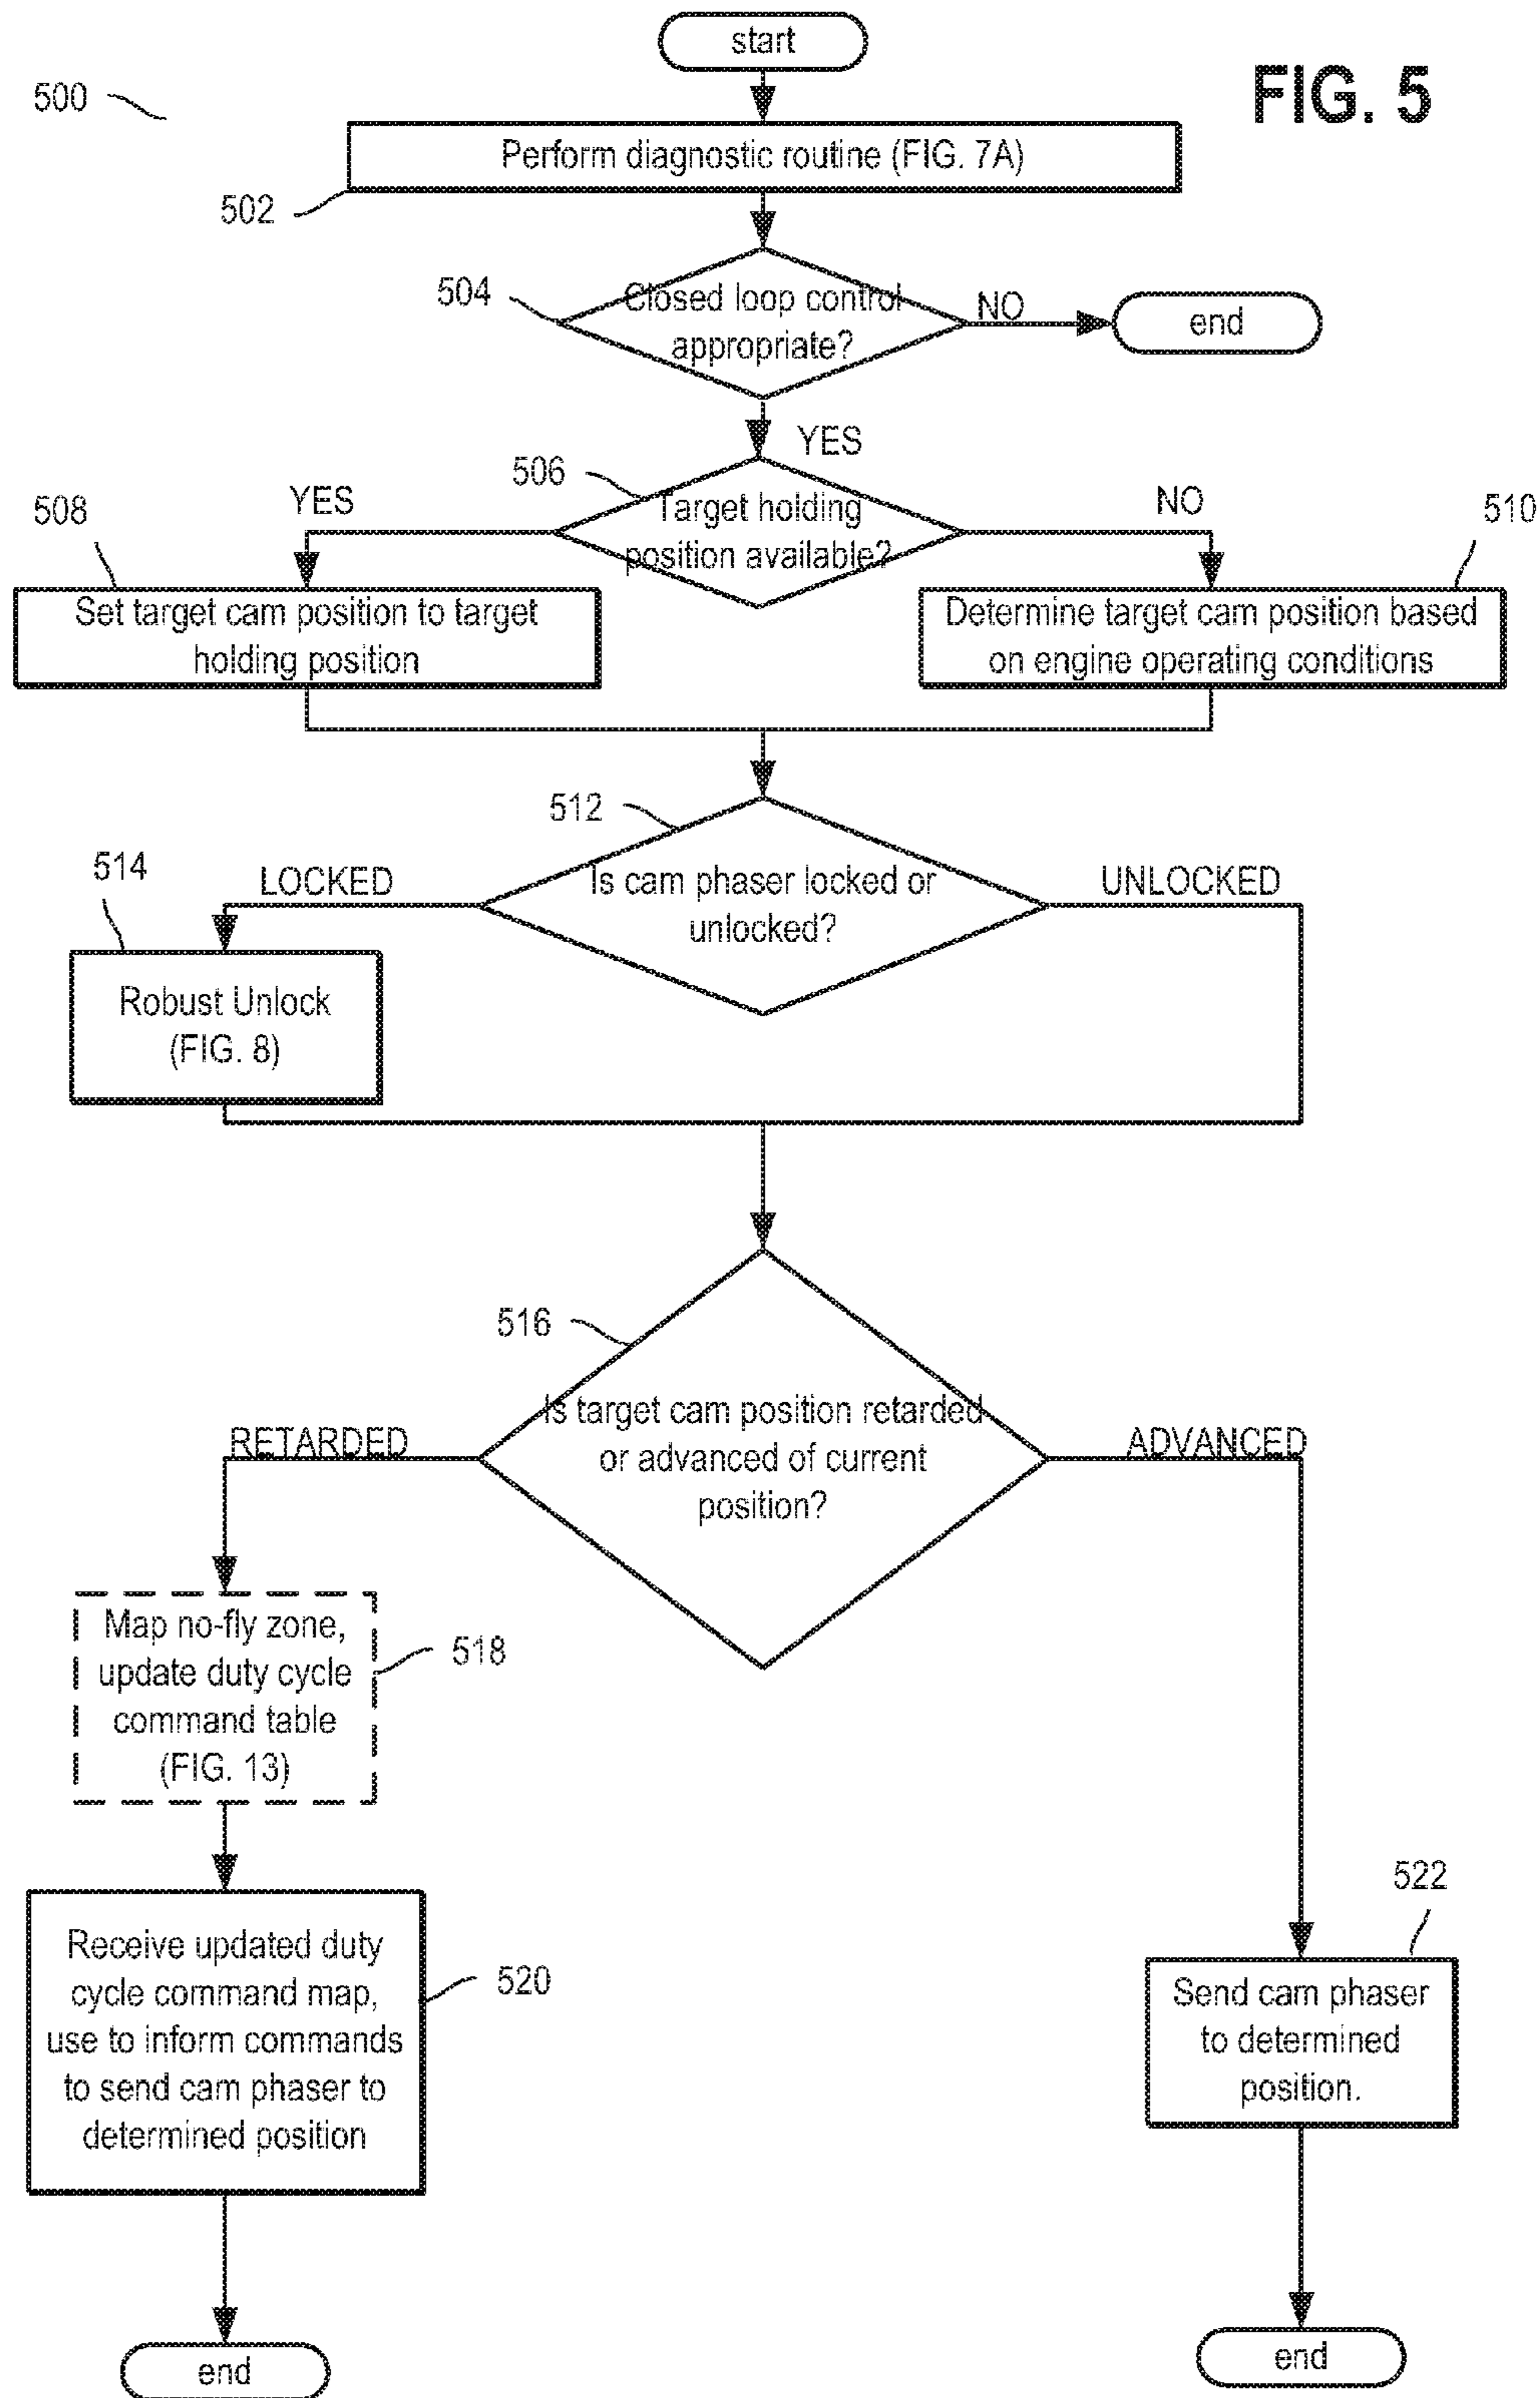 start
FIG. 5
500
Perform diagnostic routine (FIG. 7A)
502
504
Closed loop control
appropriate?
NO
end
YES
506
Target holding
position available?
YES
NO
508
510
Set target cam position to target
holding position
Determine target cam position based
on engine operating conditions
512
Is cam phaser locked or
unlocked?
LOCKED
UNLOCKED
514
Robust Unlock
(FIG. 8)
516
Is target cam position retarded
or advanced of current
position?
RETARDED
ADVANCED
Map no-fly zone,
update duty cycle
command table
(FIG. 13)
518
Receive updated duty
cycle command map,
use to inform commands
to send cam phaser to
determined position
520
522
Send cam phaser
to determined
position.
end
end